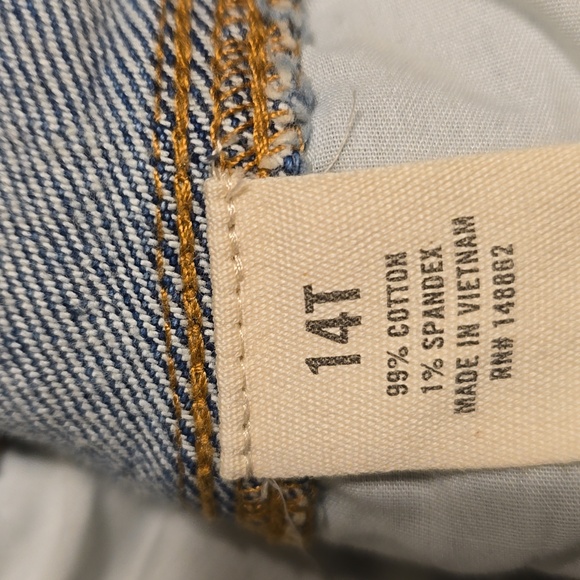 14T
99% COTTON
1% SPANDEX
MADE IN VIETNAM
RN# 148862